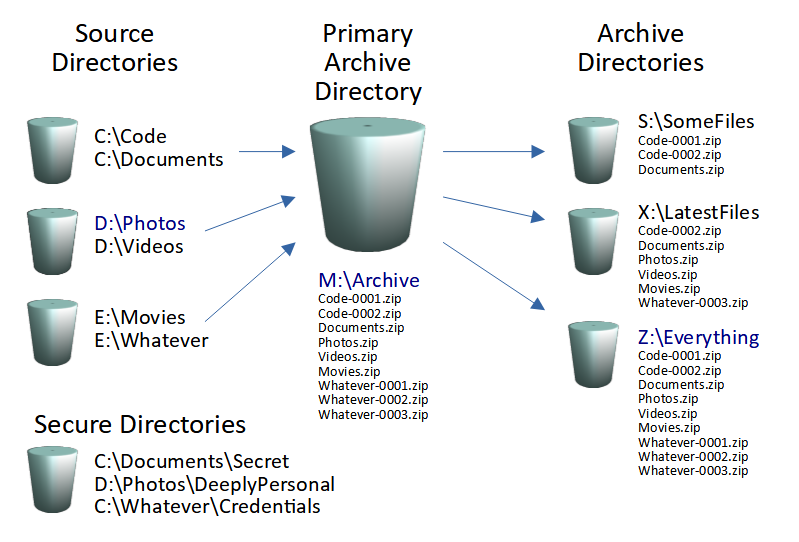 Source
Directories
C:\Code
C:\Documents
D:\Photos
D:\Videos
E:\Movies
E:\Whatever
Secure Directories
C:\Documents\Secret
D:\Photos\DeeplyPersonal
C:\Whatever\Credentials
Primary
Archive
Directory
M:\Archive
Code-0001.zip
Code-0002.zip
Documents.zip
Photos.zip
Videos.zip
Movies.zip
Whatever-0001.zip
Whatever-0002.zip
Whatever-0003.zip
Archive
Directories
S:\SomeFiles
Code-0001.zip
Code-0002.zip
Documents.zip
X:\LatestFiles
Code-0002.zip
Documents.zip
Photos.zip
Videos.zip
Movies.zip
Whatever-0003.zip
Z:\Everything
Code-0001.zip
Code-0002.zip
Documents.zip
Photos.zip
Videos.zip
Movies.zip
Whatever-0001.zip
Whatever-0002.zip
Whatever-0003.zip